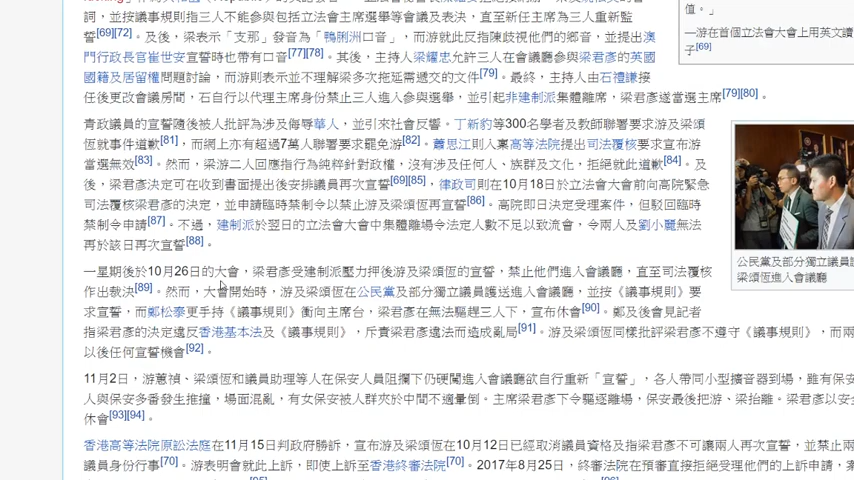 詞，並按議事規則指三人不能參與包括立法會主席選舉等會議及表決，直至新任主席為三人重新監
誓[69][72]。及後，梁表示「支那」發音為「鴨脷洲口音」，而游就此反指陳歧視他們的鄉音，並提出澳
門行政長官崔世安宣誓時也帶有口音[77][78]。其後，主持人梁耀忠允許三人在會議廳參與梁君彥的英國
國籍及居留權問題討論，而游則表示並不理解梁多次拖延需遞交的文件[79]。最終，主持人由石禮謙接
任後更改會議房間，石自行以代理主席身份禁止三人進入參與選舉，並引起非建制派集體離席，梁君彥遂當選主席[79][80]。
值。」
—游在首個立法會大會上用英文讀
子[69]
青政議員的宣誓隨後被人批評為涉及侮辱華人，並引來社會反響。丁新豹等300名學者及教師聯署要求游及梁頌
恆就事件道歉[81]，而網上亦有超過7萬人聯署要求罷免游[82]。蕭思江則入稟高等法院提出司法覆核要求宣布游
當選無效[83]。然而，梁游二人回應指行為純粹針對政權，沒有涉及任何人、族群及文化，拒絕就此道歉[84]。及
後，梁君彥決定可在收到書面提出後安排議員再次宣誓[69][85]，律政司則在10月18日於立法會大會前向高院緊急
司法覆核梁君彥的決定，並申請臨時禁制令以禁止游及梁頌恆再宣誓[86]。高院即日決定受理案件，但駁回臨時
禁制令申請[87]。不過，建制派於翌日的立法會大會中集體離場令法定人數不足以致流會，令兩人及劉小麗無法
再於該日再次宣誓[88]。
公民黨及部分獨立議員護
梁頌恆進入會議廳
一星期後於10月26日的大會，梁君彥受建制派壓力押後游及梁頌恆的宣誓，禁止他們進入會議廳，直至司法覆核
作出裁決[89]。然而，大會開始時，游及梁頌恆在公民黨及部分獨立議員護送進入會議廳，並按《議事規則》要
求宣誓，而鄭松泰更手持《議事規則》衝向主席台，梁君彥在無法驅趕三人下，宣布休會[90]。鄭及後會見記者
指梁君彥的決定違反香港基本法及《議事規則》，斥責梁君彥違法而造成亂局[91]。游及梁頌恆同樣批評梁君彥不遵守《議事規則》，而兩
以後任何宣誓機會[92]。
11月2日，游蕙禎、梁頌恆和議員助理等人在保安人員阻攔下仍硬闖進入會議廳欲自行重新「宣誓」，各人帶同小型擴音器到場，雖有保安
人與保安多番發生推撞，場面混亂，有女保安被人群夾於中間不適暈倒。主席梁君彥下令驅逐離場，保安最後把游、梁抬離。梁君彥以安全
休會[93][94]。
香港高等法院原訟法庭在11月15日判政府勝訴，宣布游及梁頌恆在10月12日已經取消議員資格及指梁君彥不可讓兩人再次宣誓，並禁止兩
議員身份行事[70]。游表明會就此上訴，即使上訴至香港終審法院[70]。2017年8月25日，終審法院在預審直接拒絕受理他們的上訴申請，案